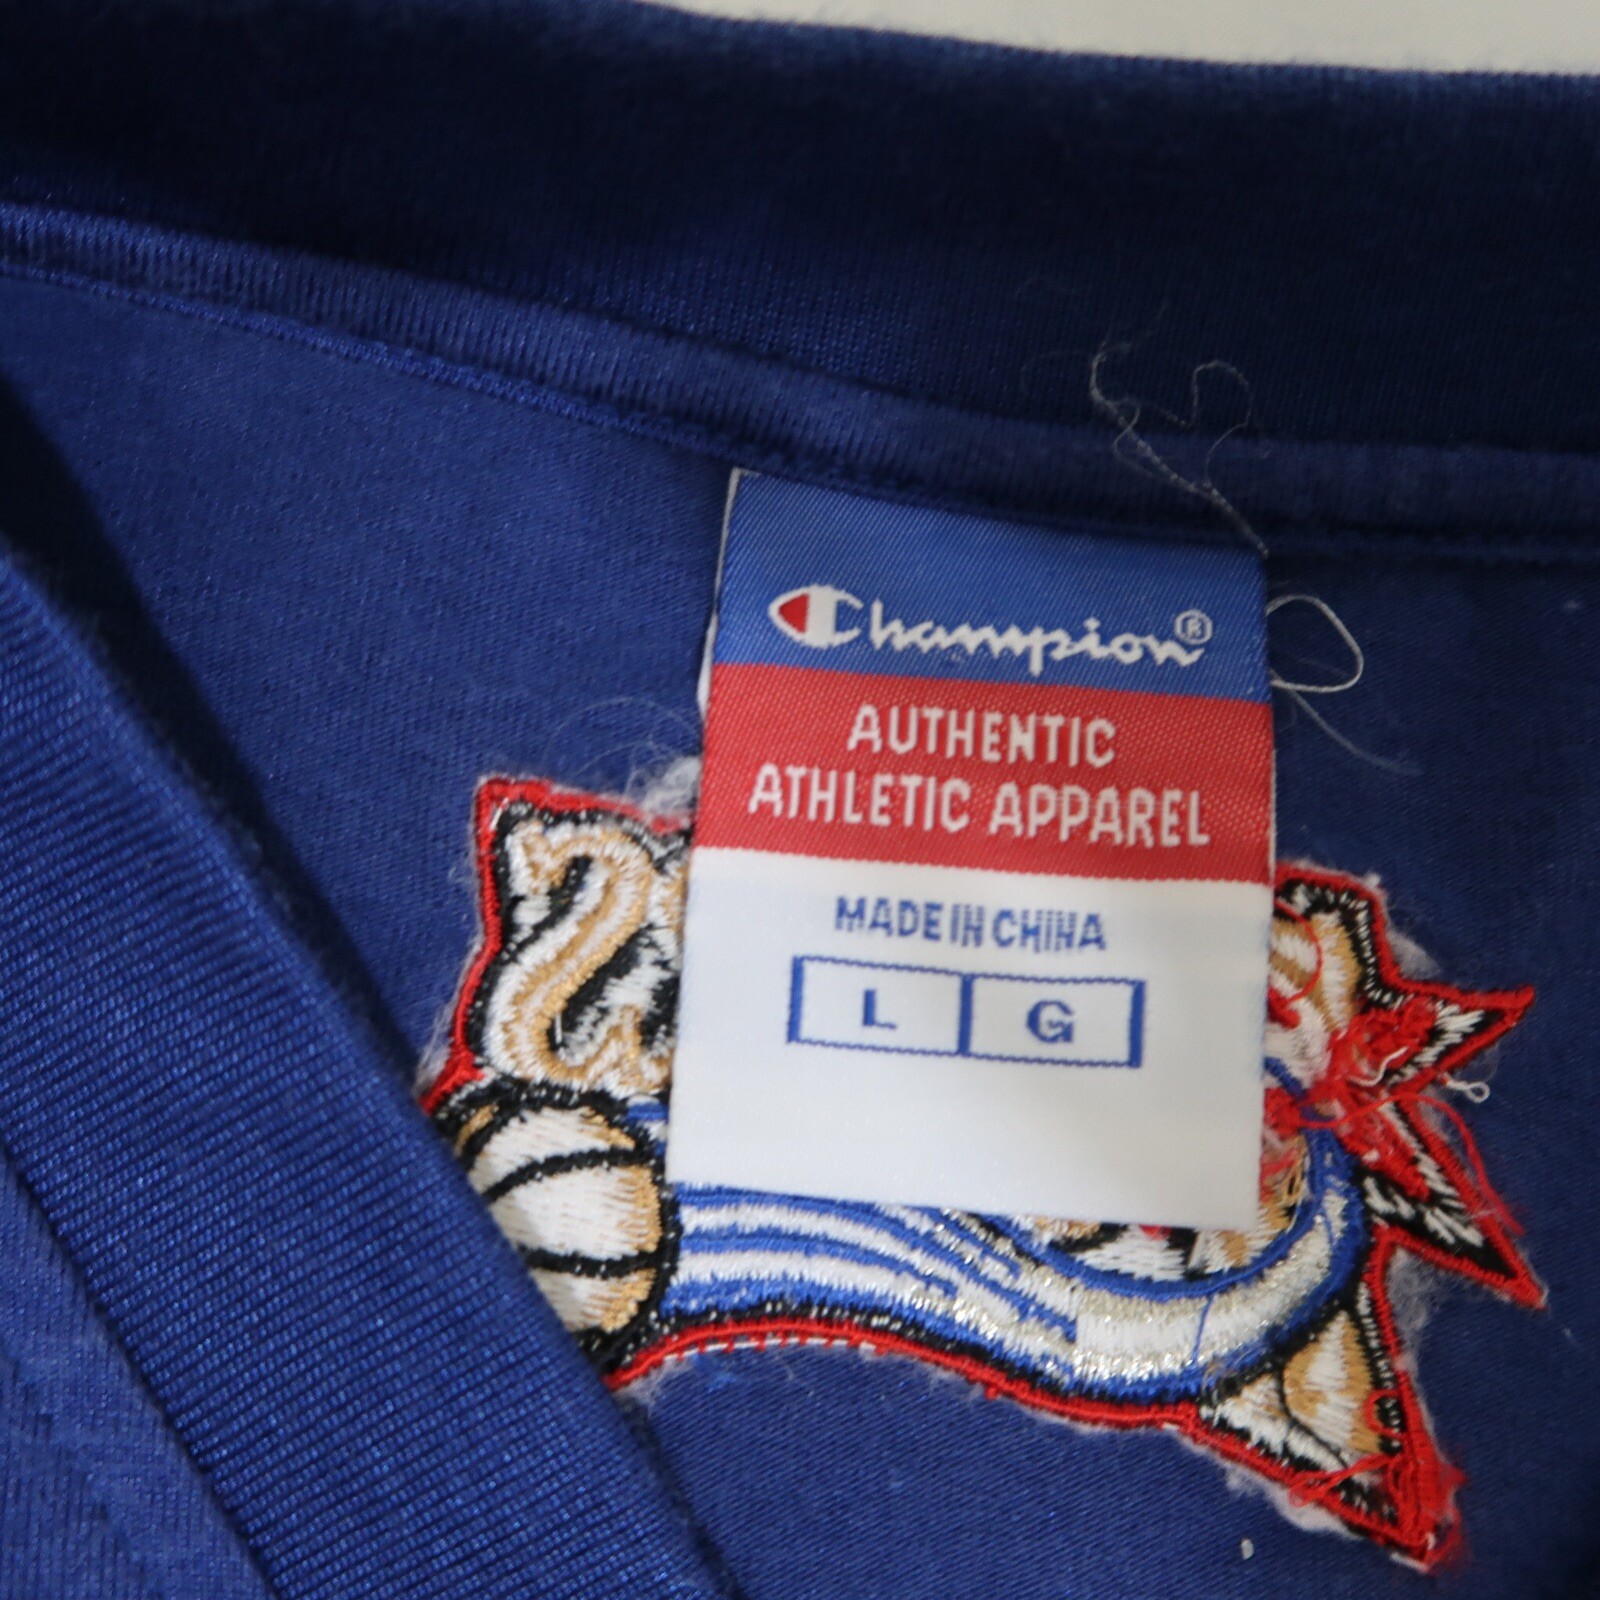 Champion®
AUTHENTIC
ATHLETIC APPAREL
MADE IN CHINA
L G